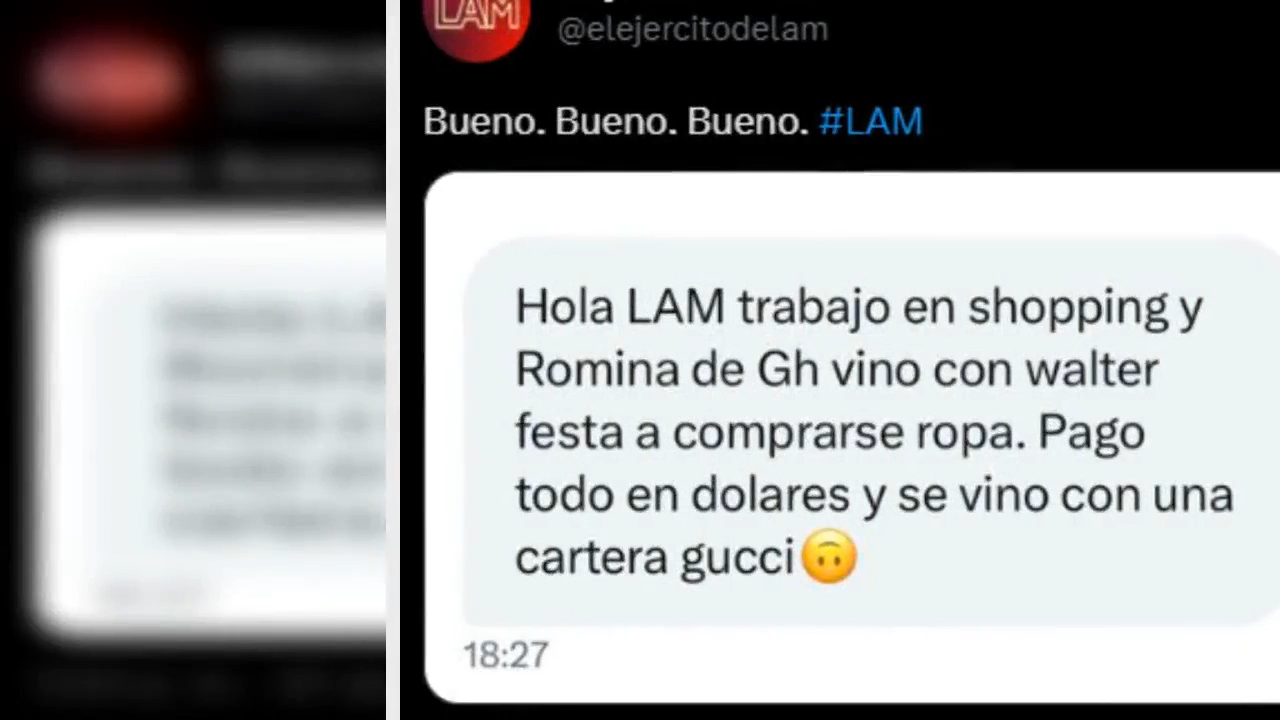 LAM
@elejercitodelam
Bueno. Bueno. Bueno. #LAM
Hola LAM trabajo en shopping y
Romina de Gh vino con walter
festa a comprarse ropa. Pago
todo en dolares y se vino con una
cartera gucci🙃
18:27